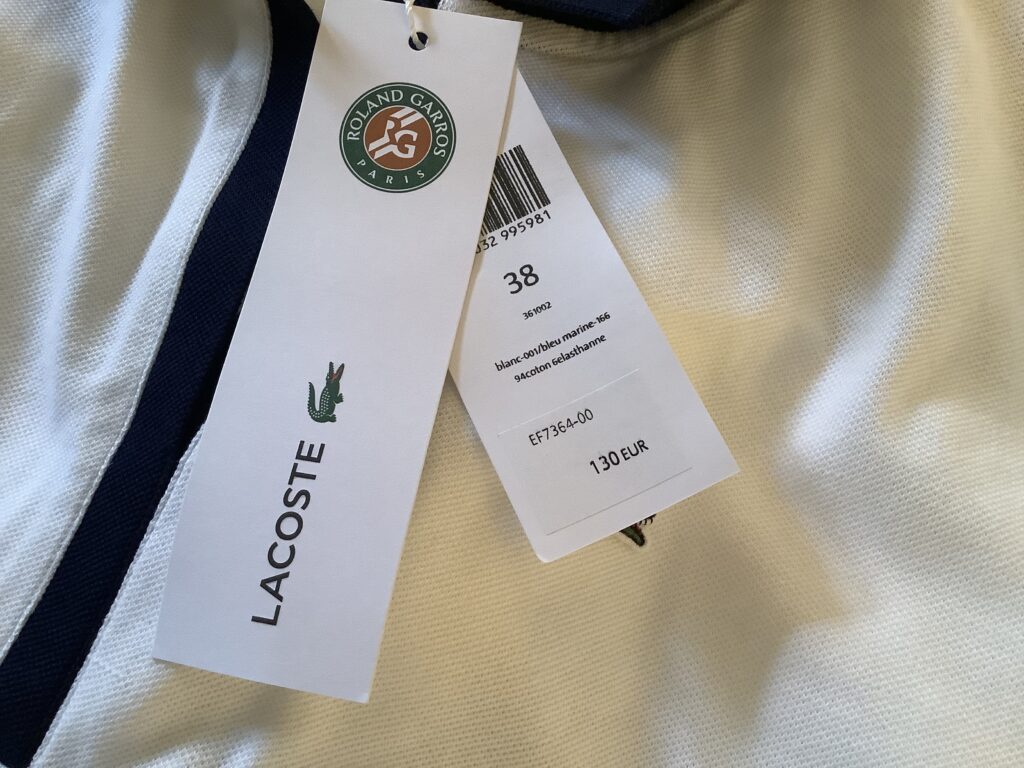 ROLAND GARROS
RG
PARIS
LACOSTE
032 995981
38
361002
blanc-001/bleu marine-166
94coton 6elasthanne
EF7364-00
130 EUR